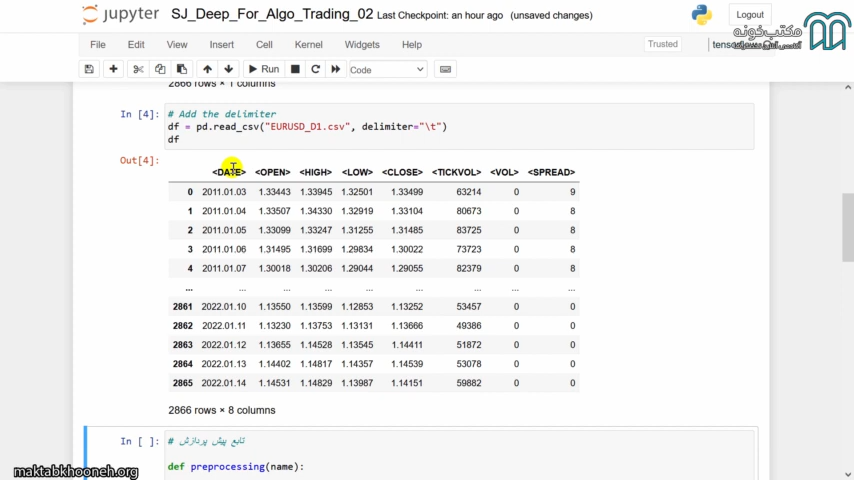 jupyter SJ_Deep_For_Algo_Trading_02 Last Checkpoint: an hour ago (unsaved changes) Logout
مکتب‌خونه
File Edit View Insert Cell Kernel Widgets Help Trusted
Run Code
2866 rows × 1 columns
In [4]: # Add the delimiter
df = pd.read_csv("EURUSD_D1.csv", delimiter="\t")
df
Out[4]:
<DATE> <OPEN> <HIGH> <LOW> <CLOSE> <TICKVOL> <VOL> <SPREAD>
0 2011.01.03 1.33443 1.33945 1.32501 1.33499 63214 0 9
1 2011.01.04 1.33507 1.34330 1.32919 1.33104 80673 0 8
2 2011.01.05 1.33099 1.33247 1.31255 1.31485 83725 0 8
3 2011.01.06 1.31495 1.31699 1.29834 1.30022 73723 0 8
4 2011.01.07 1.30018 1.30206 1.29044 1.29055 82379 0 8
... ... ... ... ... ... ... ... ...
2861 2022.01.10 1.13550 1.13599 1.12853 1.13252 53457 0 0
2862 2022.01.11 1.13230 1.13753 1.13131 1.13666 49386 0 0
2863 2022.01.12 1.13655 1.14528 1.13545 1.14411 51872 0 0
2864 2022.01.13 1.14402 1.14817 1.14357 1.14539 53078 0 0
2865 2022.01.14 1.14531 1.14829 1.13987 1.14151 59882 0 0
2866 rows × 8 columns
In [ ]: # تابع پیش پردازش
def preprocessing(name):
maktabkhooneh.org